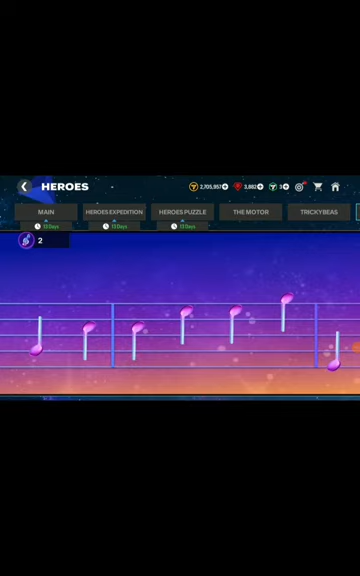 HEROES
2,705,957 3,662 3
MAIN HEROES EXPEDITION HEROES PUZZLE THE MOTOR TRICKYBEAS
13 Days 13 Days 13 Days
2